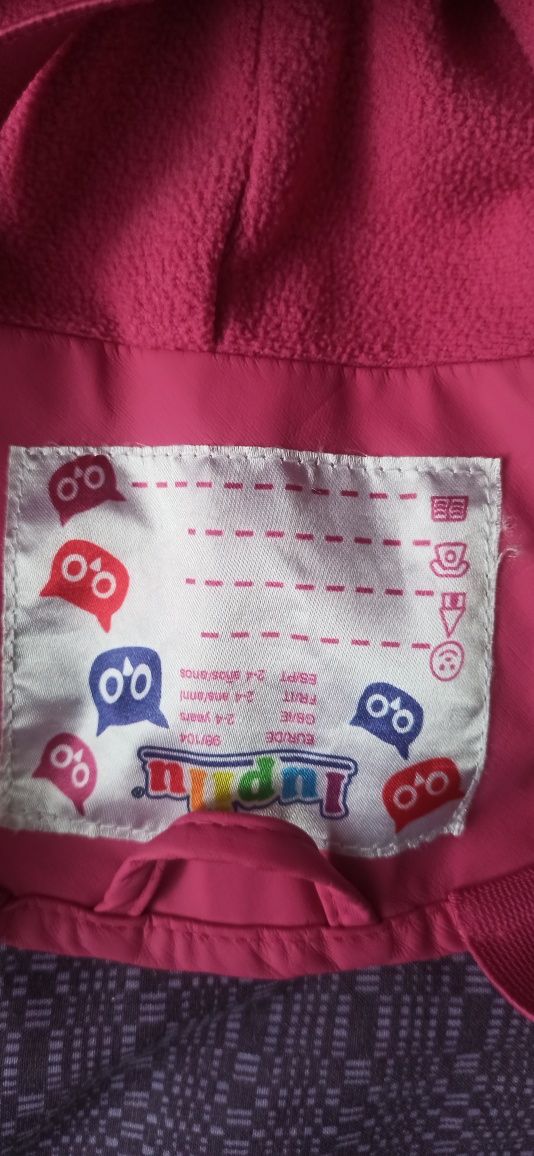 lupilu®
EUR/DE 98/104
GB/IE 2-4 years
FR/IT 2-4 ans/anni
ES/PT 2-4 años/anos